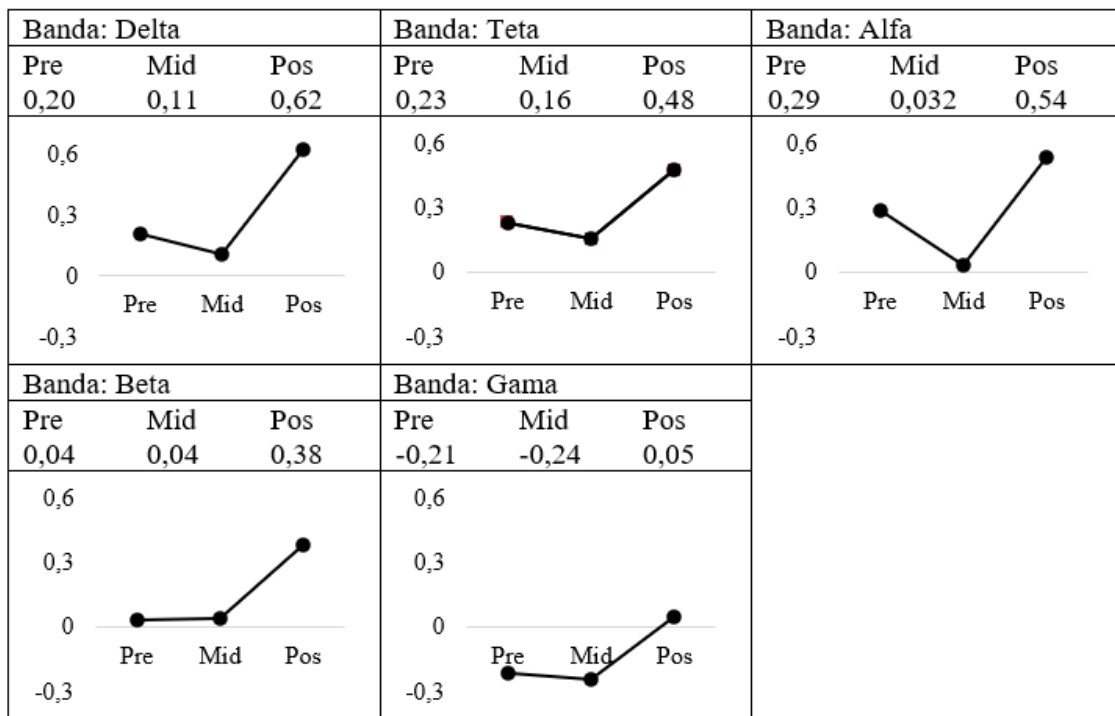 Banda: Delta
Pre Mid Pos
0,20 0,11 0,62
0,6
0,3
0
Pre Mid Pos
-0,3
Banda: Teta
Pre Mid Pos
0,23 0,16 0,48
0,6
0,3
0
Pre Mid Pos
-0,3
Banda: Alfa
Pre Mid Pos
0,29 0,032 0,54
0,6
0,3
0
Pre Mid Pos
-0,3
Banda: Beta
Pre Mid Pos
0,04 0,04 0,38
0,6
0,3
0
Pre Mid Pos
-0,3
Banda: Gama
Pre Mid Pos
-0,21 -0,24 0,05
0,6
0,3
0
Pre Mid Pos
-0,3